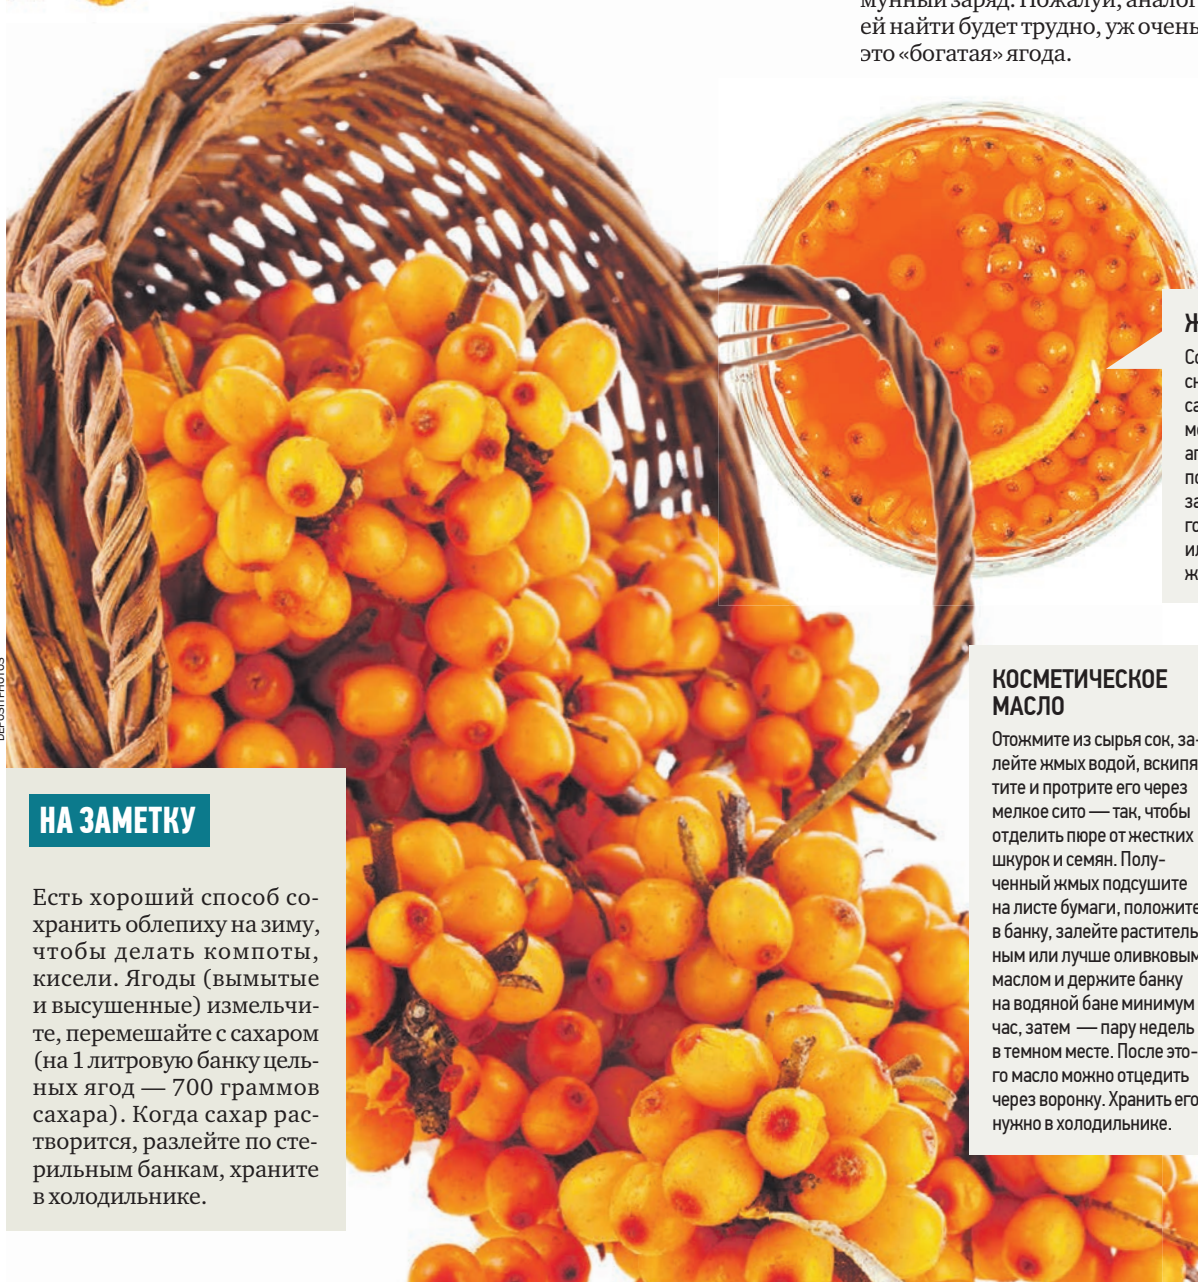 мунный заряд. Пожалуй, аналог
ей найти будет трудно, уж очень
это «богатая» ягода.
КОСМЕТИЧЕСКОЕ
МАСЛО
Отожмите из сырья сок, за-
лейте жмых водой, вскипя
тите и протрите его через
мелкое сито — так, чтобы
отделить пюре от жестких
шкурок и семян. Полу-
ченный жмых подсушите
на листе бумаги, положите
в банку, залейте раститель
ным или лучше оливковым
маслом и держите банку
на водяной бане минимум
час, затем — пару недель
в темном месте. После это-
го масло можно отцедить
через воронку. Хранить его
нужно в холодильнике.
НА ЗАМЕТКУ
Есть хороший способ со-
хранить облепиху на зиму,
чтобы делать компоты,
кисели. Ягоды (вымытые
и высушенные) измельчи-
те, перемешайте с сахаром
(на 1 литровую банку цель-
ных ягод — 700 граммов
сахара). Когда сахар рас-
творится, разлейте по сте-
рильным банкам, храните
в холодильнике.